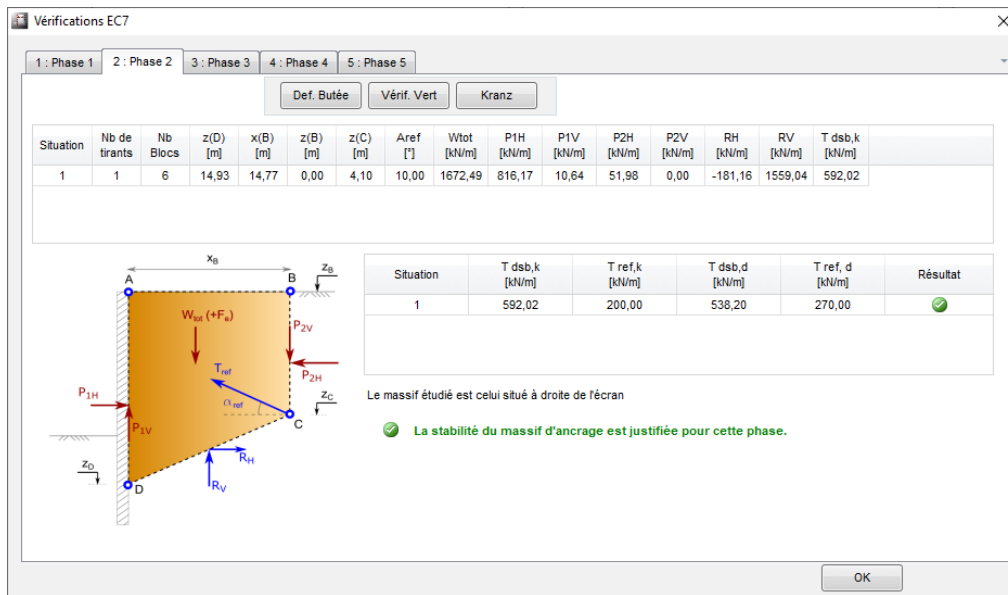 Vérifications EC7
1 : Phase 1 2 : Phase 2 3 : Phase 3 4 : Phase 4 5 : Phase 5
Def. Butée Vérif. Vert Kranz
Situation Nb de tirants Nb Blocs z(D) [m] x(B) [m] z(B) [m] z(C) [m] Aref [°] Wtot [kN/m] P1H [kN/m] P1V [kN/m] P2H [kN/m] P2V [kN/m] RH [kN/m] RV [kN/m] T dsb,k [kN/m]
1 1 6 14,93 14,77 0,00 4,10 10,00 1672,49 816,17 10,64 51,98 0,00 -181,16 1559,04 592,02
xB
zB
A
B
Wtot (+Fe)
P2V
Tref
P2H
P1H
αref
zC
C
P1V
RH
zD
D
RV
Situation T dsb,k [kN/m] T ref,k [kN/m] T dsb,d [kN/m] T ref, d [kN/m] Résultat
1 592,02 200,00 538,20 270,00
Le massif étudié est celui situé à droite de l'écran
La stabilité du massif d'ancrage est justifiée pour cette phase.
OK